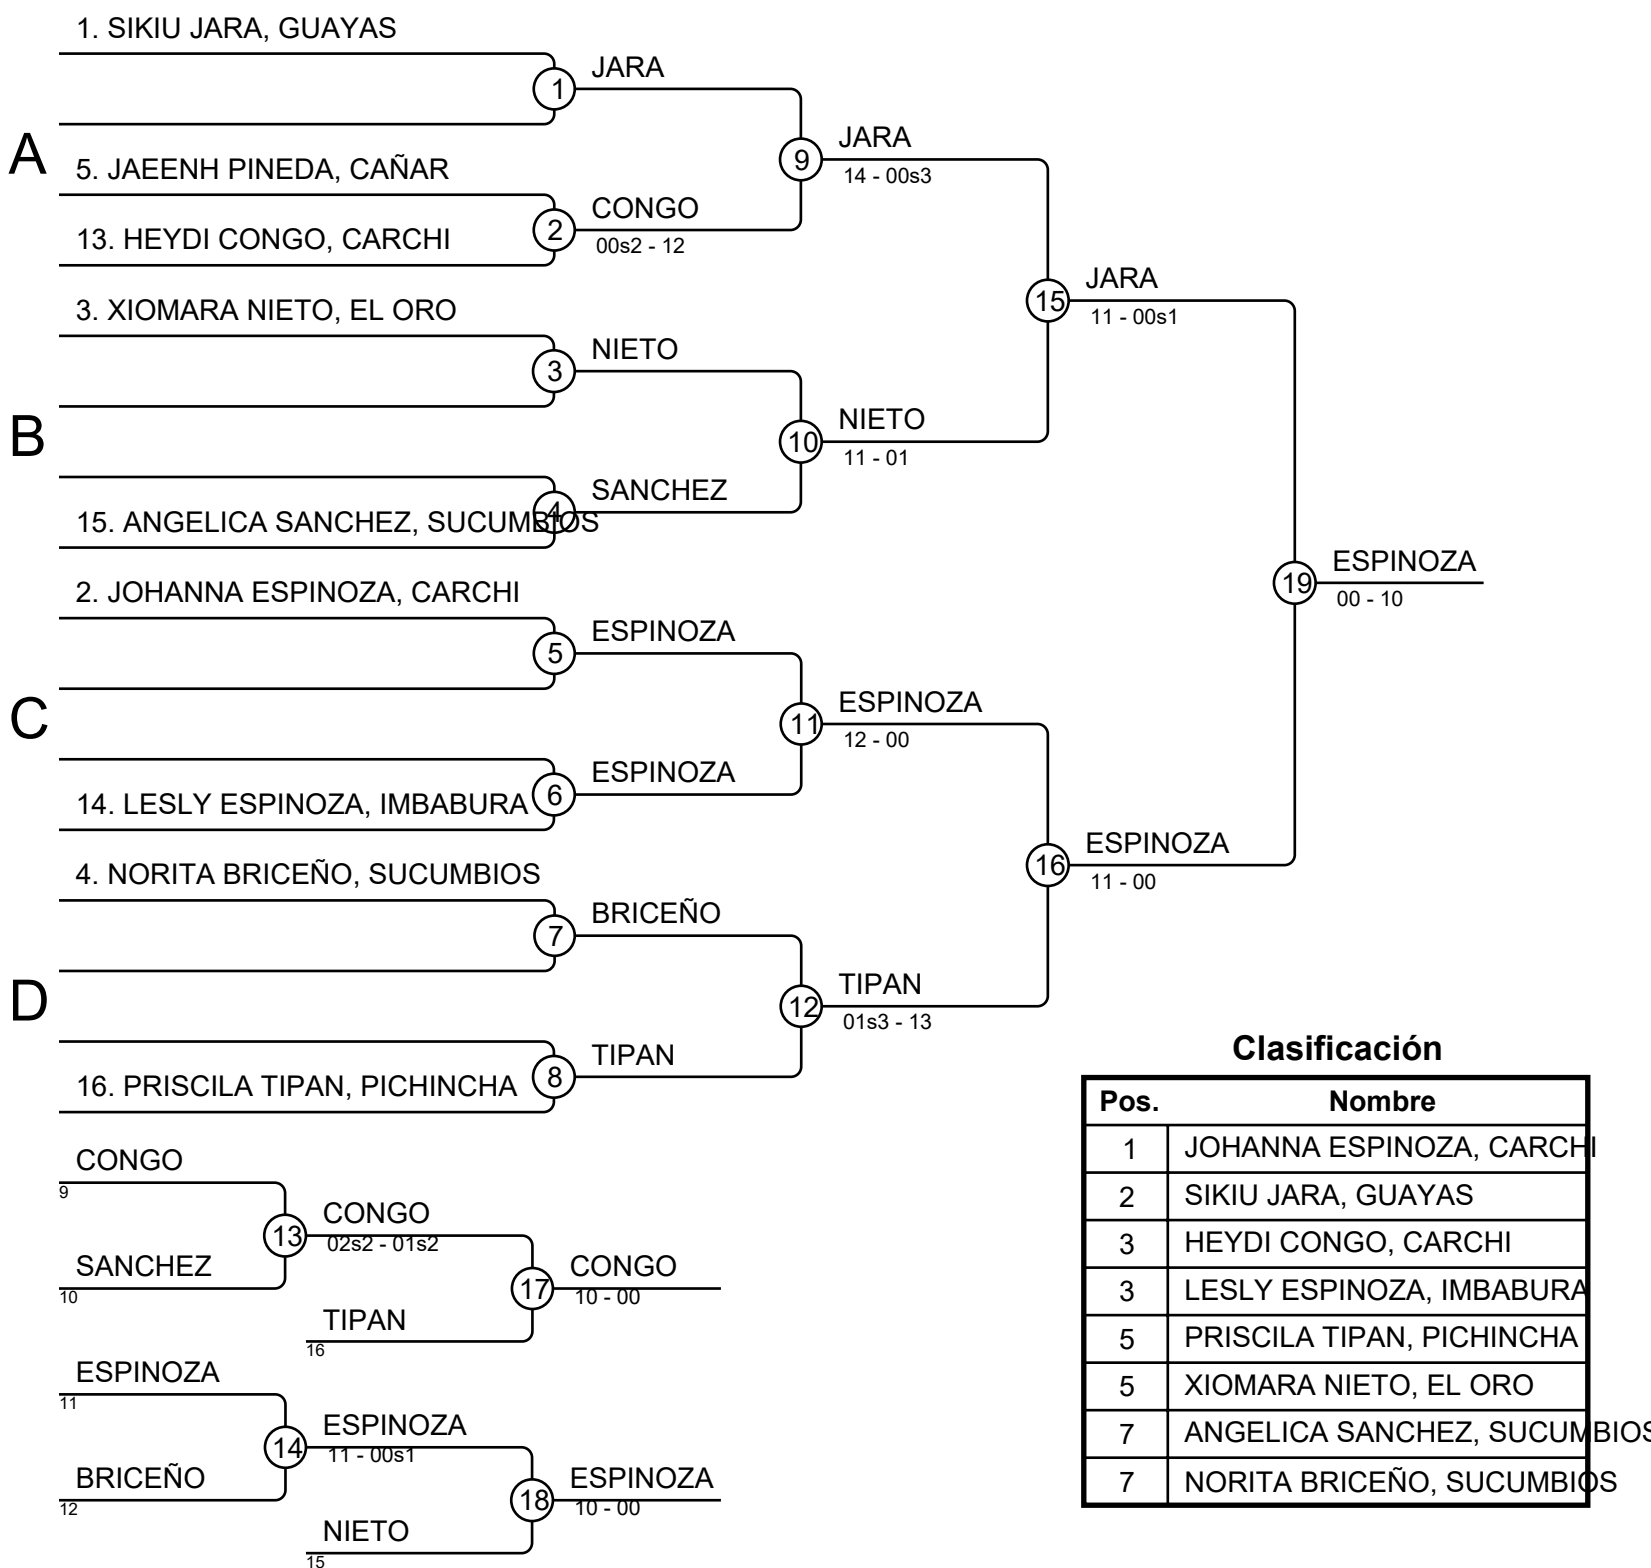 1. SIKIU JARA, GUAYAS
JARA
1
A
JARA
9
14 - 00s3
5. JAEENH PINEDA, CAÑAR
CONGO
2
00s2 - 12
13. HEYDI CONGO, CARCHI
JARA
15
11 - 00s1
3. XIOMARA NIETO, EL ORO
NIETO
3
B
NIETO
10
11 - 01
SANCHEZ
4
15. ANGELICA SANCHEZ, SUCUMBIOS
ESPINOZA
19
00 - 10
2. JOHANNA ESPINOZA, CARCHI
ESPINOZA
5
C
ESPINOZA
11
12 - 00
ESPINOZA
6
14. LESLY ESPINOZA, IMBABURA
ESPINOZA
16
11 - 00
4. NORITA BRICEÑO, SUCUMBIOS
BRICEÑO
7
D
TIPAN
12
01s3 - 13
TIPAN
8
16. PRISCILA TIPAN, PICHINCHA
CONGO
9
CONGO
13
02s2 - 01s2
SANCHEZ
10
CONGO
17
10 - 00
TIPAN
16
ESPINOZA
11
ESPINOZA
14
11 - 00s1
BRICEÑO
12
ESPINOZA
18
10 - 00
NIETO
15
Clasificación
Pos. Nombre
1 JOHANNA ESPINOZA, CARCHI
2 SIKIU JARA, GUAYAS
3 HEYDI CONGO, CARCHI
3 LESLY ESPINOZA, IMBABURA
5 PRISCILA TIPAN, PICHINCHA
5 XIOMARA NIETO, EL ORO
7 ANGELICA SANCHEZ, SUCUMBIOS
7 NORITA BRICEÑO, SUCUMBIOS